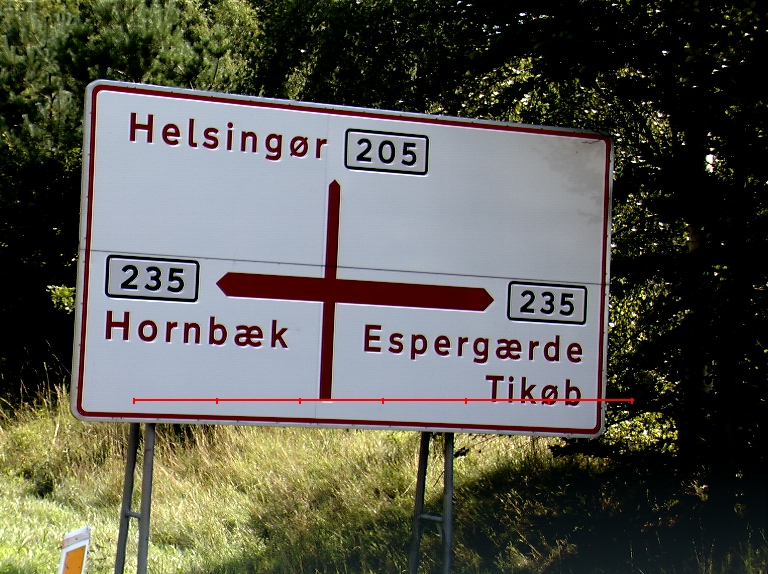 Helsingør 205
235 235
Hornbæk Espergærde
Tikøb